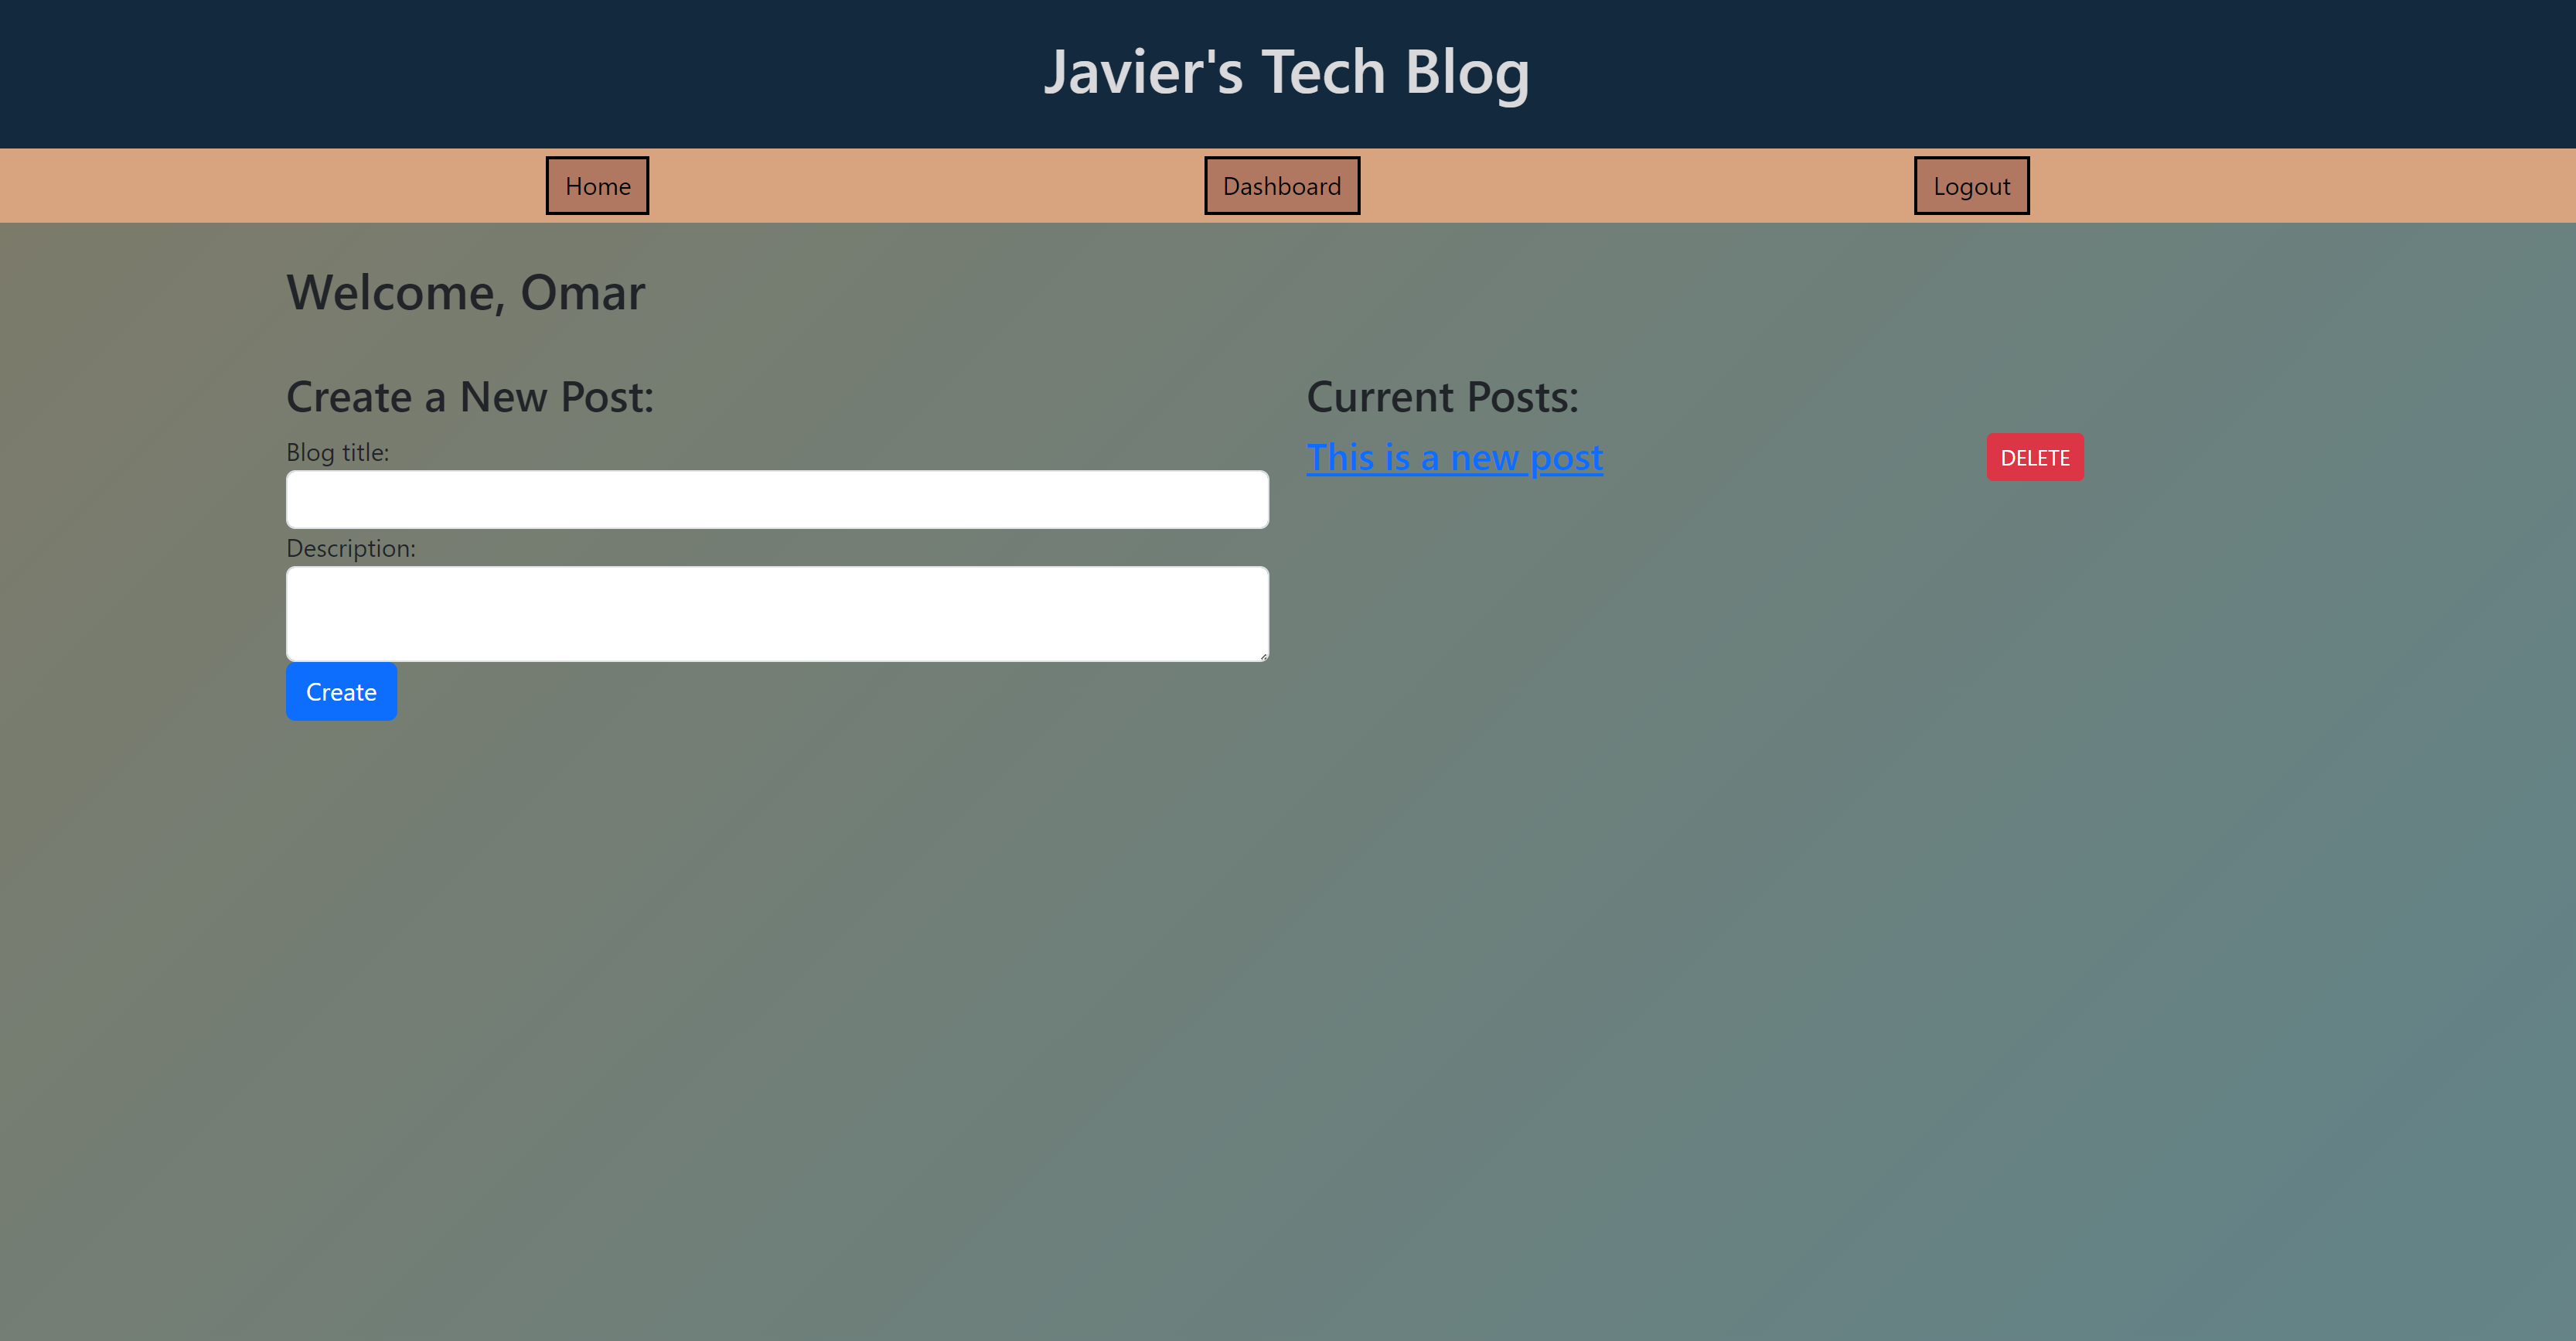 Javier's Tech Blog
Home
Dashboard
Logout
Welcome, Omar
Create a New Post:
Blog title:
Description:
Create
Current Posts:
This is a new post
DELETE